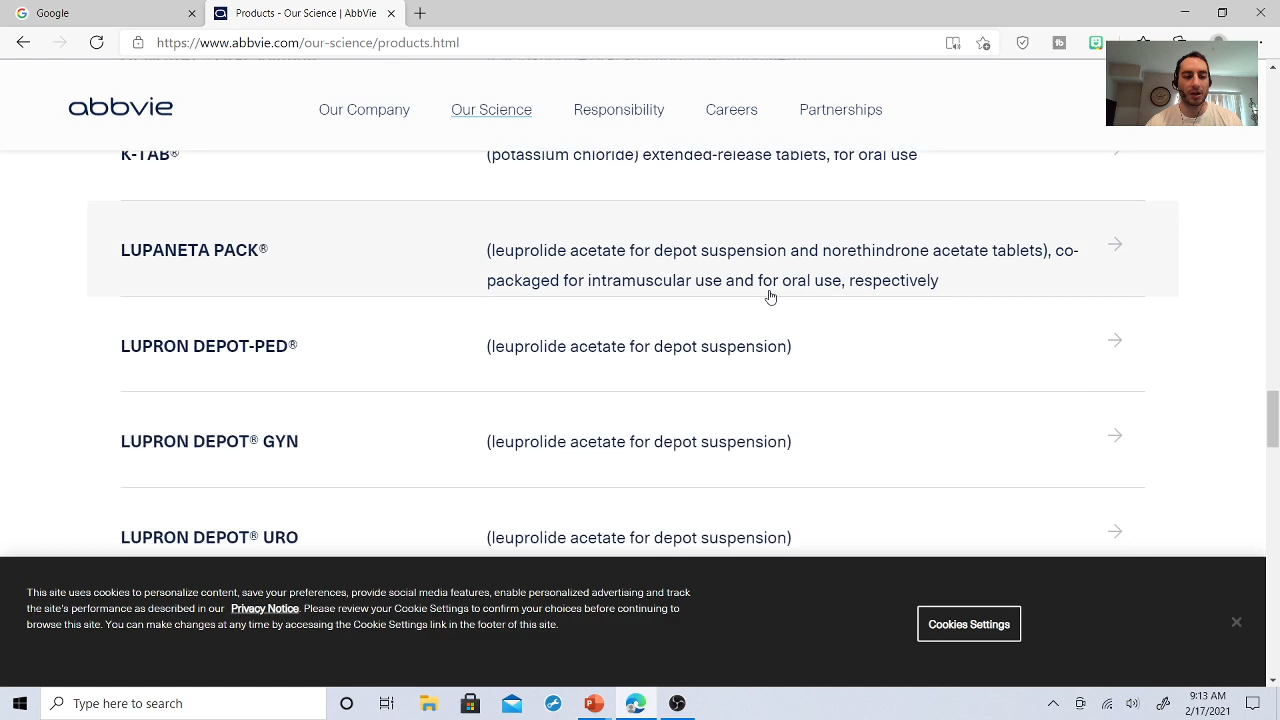 Google
Products - Our Science | AbbVie
https://www.abbvie.com/our-science/products.html
abbvie
Our Company
Our Science
Responsibility
Careers
Partnerships
K-TAB®
(potassium chloride) extended-release tablets, for oral use
LUPANETA PACK®
(leuprolide acetate for depot suspension and norethindrone acetate tablets), co-
packaged for intramuscular use and for oral use, respectively
LUPRON DEPOT-PED®
(leuprolide acetate for depot suspension)
LUPRON DEPOT® GYN
(leuprolide acetate for depot suspension)
LUPRON DEPOT® URO
(leuprolide acetate for depot suspension)
This site uses cookies to personalize content, save your preferences, provide social media features, enable personalized advertising and track
the site's performance as described in our Privacy Notice. Please review your Cookie Settings to confirm your choices before continuing to
browse this site. You can make changes at any time by accessing the Cookie Settings link in the footer of this site.
Cookies Settings
Type here to search
9:13 AM
2/17/2021